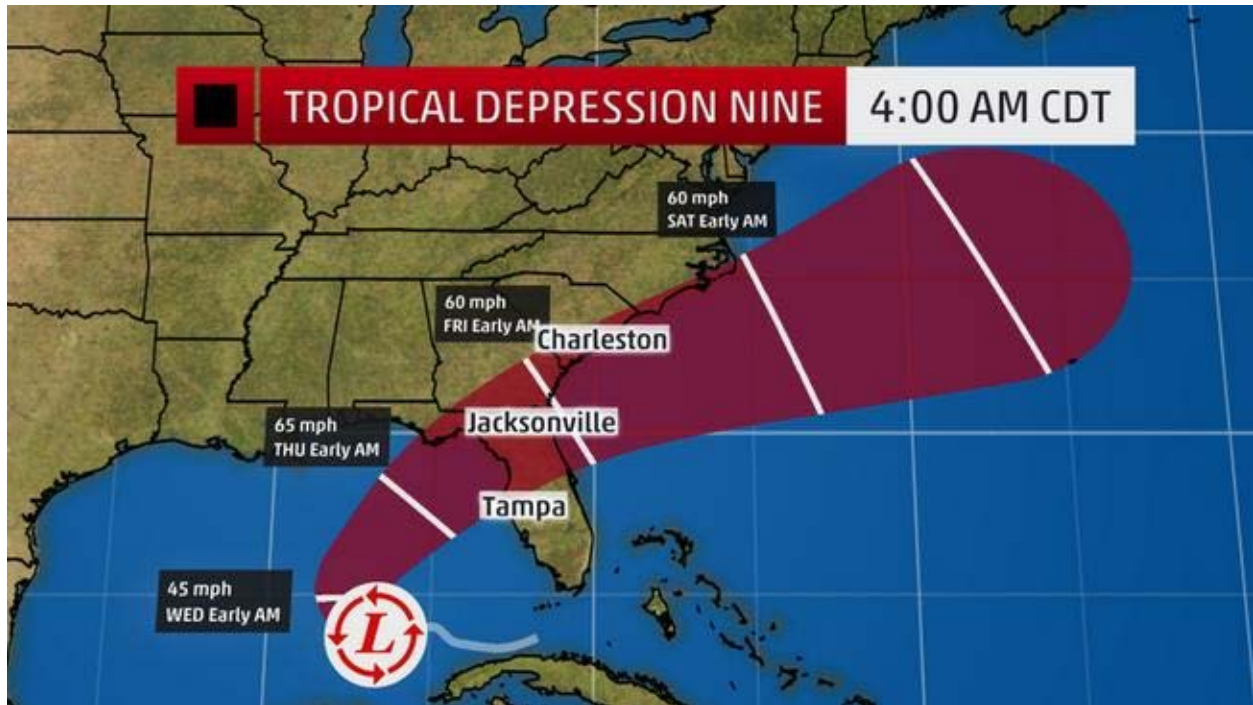 TROPICAL DEPRESSION NINE
4:00 AM CDT
60 mph
SAT Early AM
60 mph
FRI Early AM
Charleston
65 mph
THU Early AM
Jacksonville
Tampa
45 mph
WED Early AM
L